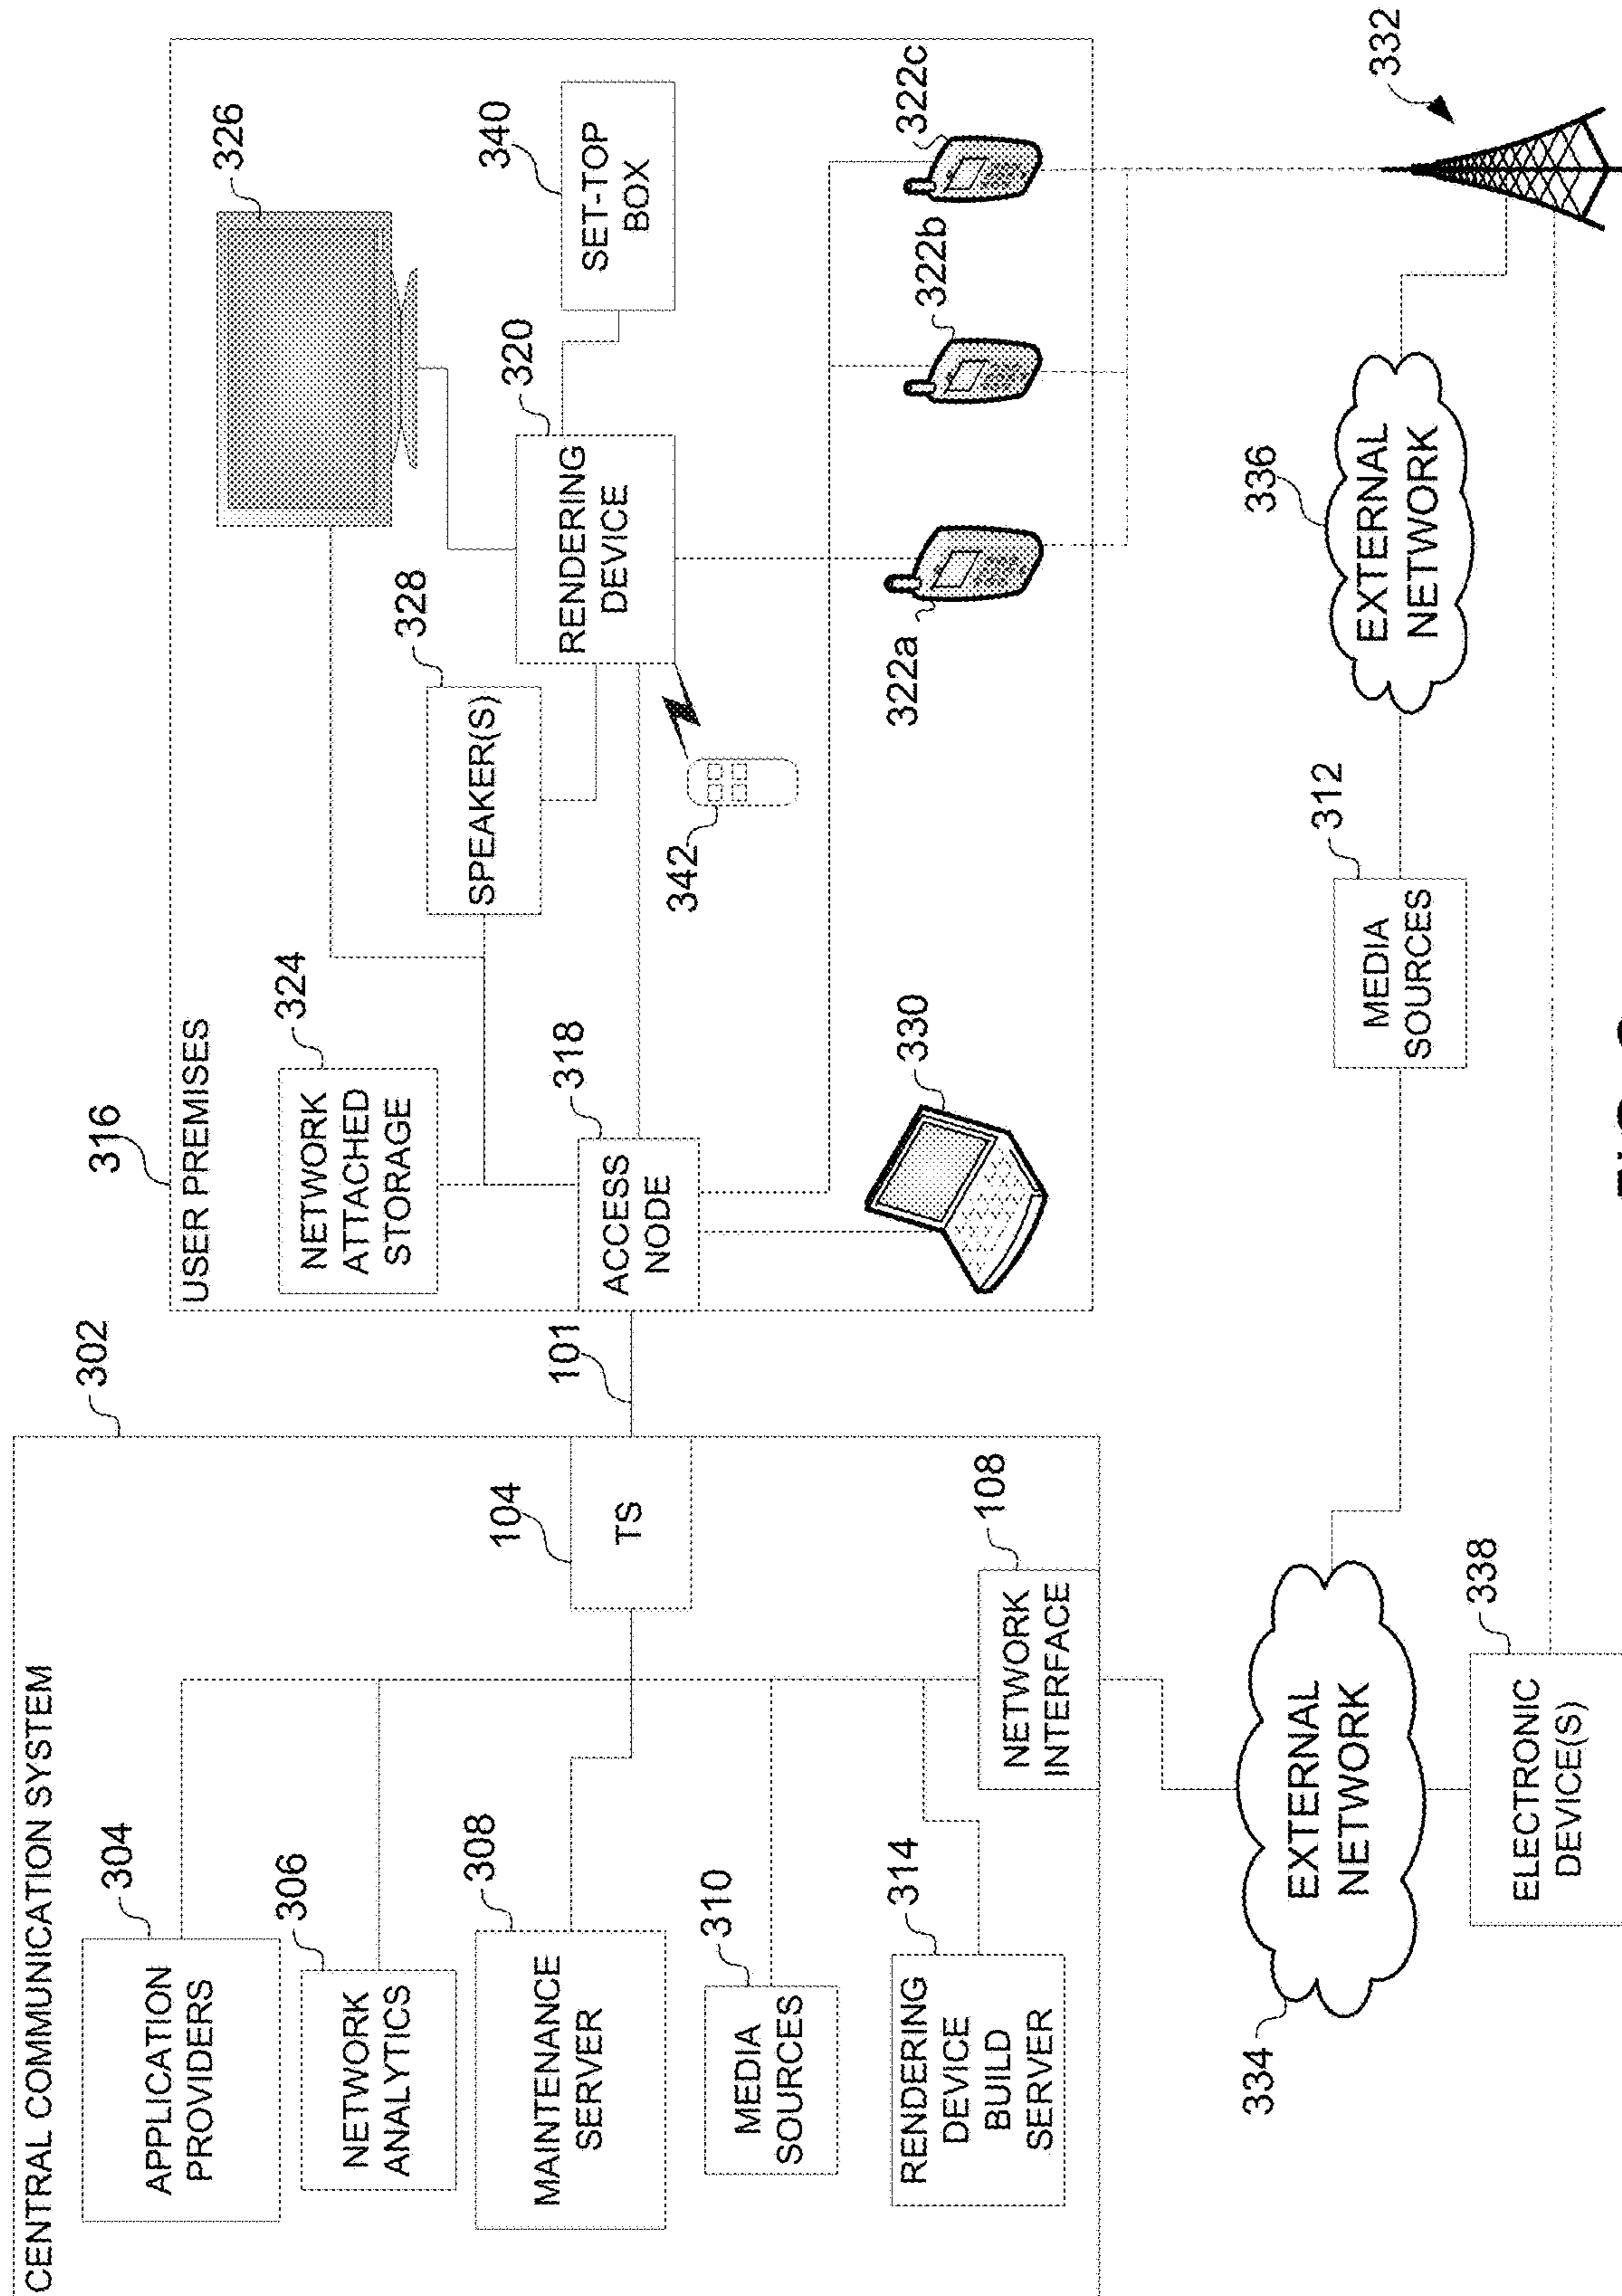 CENTRAL COMMUNICATION SYSTEM
302
304
APPLICATION
PROVIDERS
306
NETWORK
ANALYTICS
308
MAINTENANCE
SERVER
310
MEDIA
SOURCES
314
RENDERING
DEVICE
BUILD
SERVER
104
TS
108
NETWORK
INTERFACE
101
316
USER PREMISES
324
NETWORK
ATTACHED
STORAGE
318
ACCESS
NODE
330
328
SPEAKER(S)
342
326
320
RENDERING
DEVICE
340
SET-TOP
BOX
322a
322b
322c
334
EXTERNAL
NETWORK
338
ELECTRONIC
DEVICE(S)
312
MEDIA
SOURCES
336
EXTERNAL
NETWORK
332